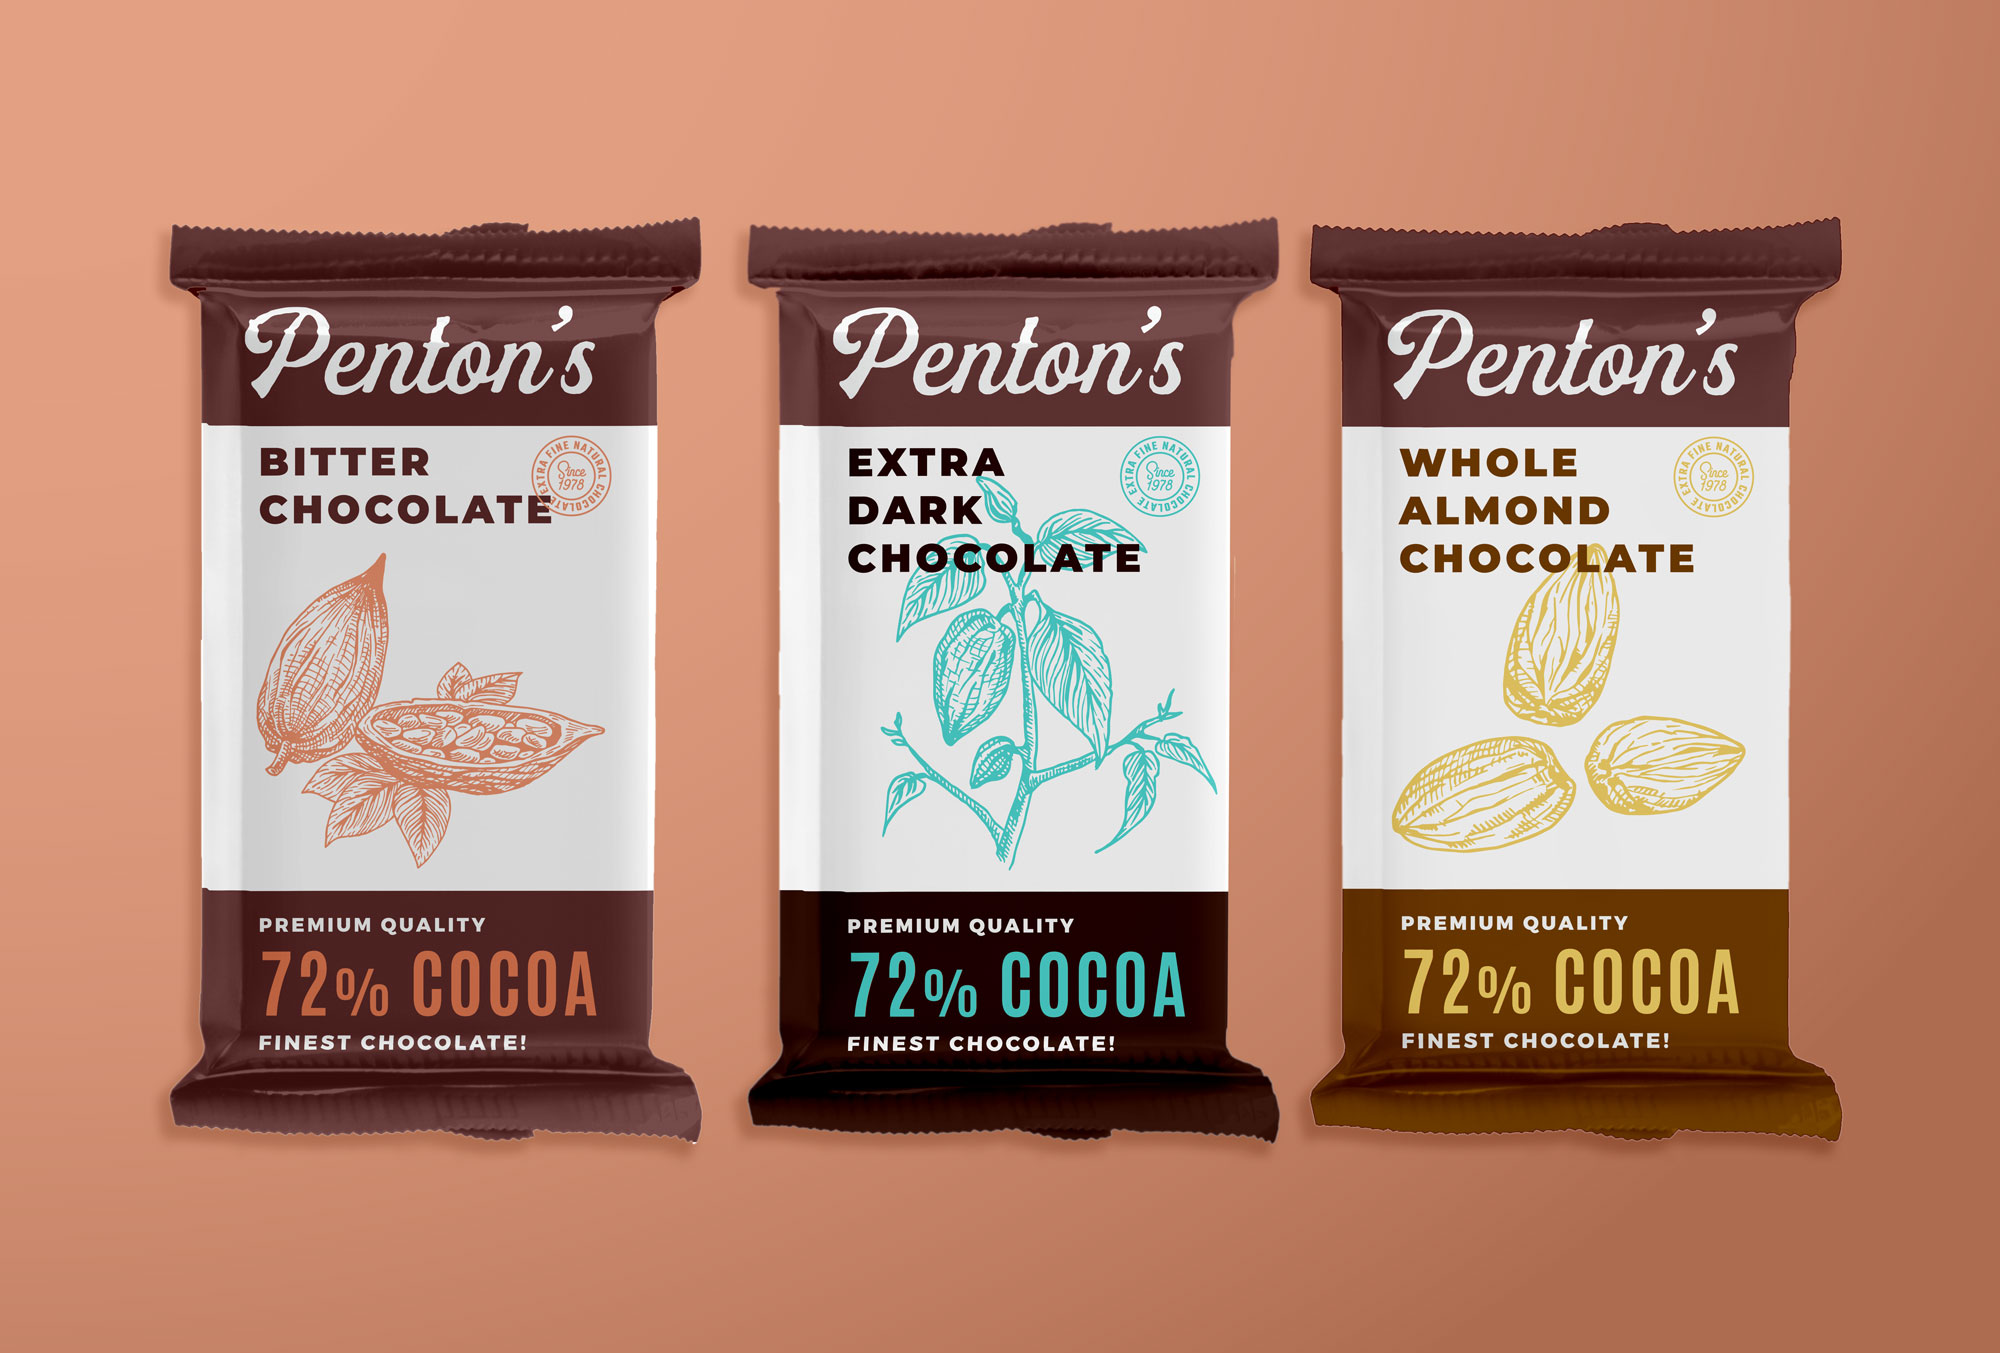 Penton's
BITTER
CHOCOLATE
EXTRA FINE NATURAL CHOCOLATE
Since
1978
PREMIUM QUALITY
72% COCOA
FINEST CHOCOLATE!
Penton's
EXTRA
DARK
CHOCOLATE
EXTRA FINE NATURAL CHOCOLATE
Since
1978
PREMIUM QUALITY
72% COCOA
FINEST CHOCOLATE!
Penton's
WHOLE
ALMOND
CHOCOLATE
EXTRA FINE NATURAL CHOCOLATE
Since
1978
PREMIUM QUALITY
72% COCOA
FINEST CHOCOLATE!